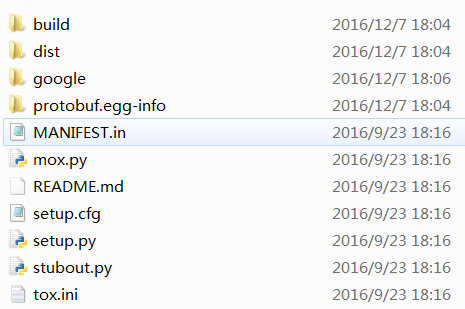 build 2016/12/7 18:04
dist 2016/12/7 18:04
google 2016/12/7 18:06
protobuf.egg-info 2016/12/7 18:04
MANIFEST.in 2016/9/23 18:16
mox.py 2016/9/23 18:16
README.md 2016/9/23 18:16
setup.cfg 2016/9/23 18:16
setup.py 2016/9/23 18:16
stubout.py 2016/9/23 18:16
tox.ini 2016/9/23 18:16